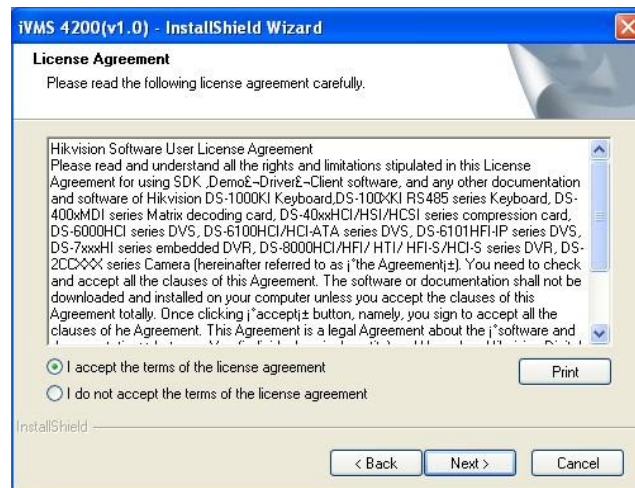 iVMS 4200(v1.0) - InstallShield Wizard
License Agreement
Please read the following license agreement carefully.
Hikvision Software User License Agreement
Please read and understand all the rights and limitations stipulated in this License
Agreement for using SDK ,Demo£¬Driver£¬Client software, and any other documentation
and software of Hikvision DS-1000KI Keyboard,DS-100XKI RS485 series Keyboard, DS-
400xMDI series Matrix decoding card, DS-40xxHCI/HSI/HCSI series compression card,
DS-6000HCI series DVS, DS-6100HCI/HCI-ATA series DVS, DS-6101HFI-IP series DVS,
DS-7xxxHI series embedded DVR, DS-8000HCI/HFI/ HTI/ HFI-S/HCI-S series DVR, DS-
2CCXXX series Camera (hereinafter referred to as ¡°the Agreement¡±). You need to check
and accept all the clauses of this Agreement. The software or documentation shall not be
downloaded and installed on your computer unless you accept the clauses of this
Agreement totally. Once clicking ¡°accept¡± button, namely, you sign to accept all the
clauses of he Agreement. This Agreement is a legal Agreement about the ¡°software and
I accept the terms of the license agreement
Print
I do not accept the terms of the license agreement
InstallShield
< Back
Next >
Cancel